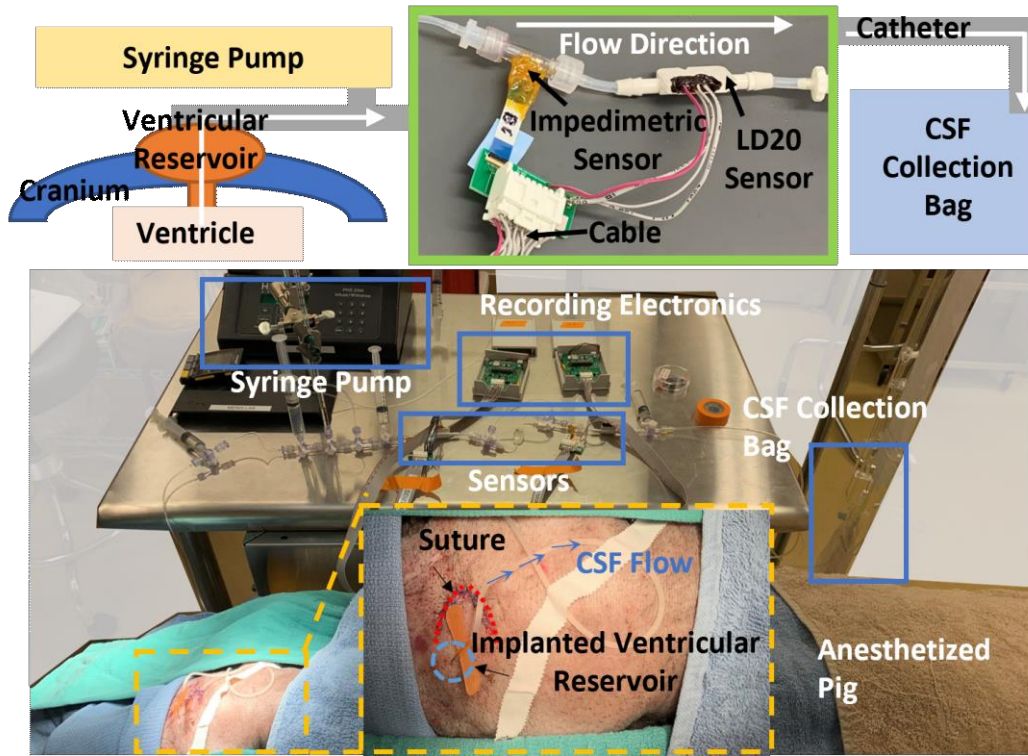 Syringe Pump
Ventricular
Reservoir
Cranium
Ventricle
Flow Direction
Impedimetric
Sensor
LD20
Sensor
Cable
Catheter
CSF
Collection
Bag
Recording Electronics
Syringe Pump
CSF Collection
Bag
Sensors
Suture
CSF Flow
Implanted Ventricular
Reservoir
Anesthetized
Pig